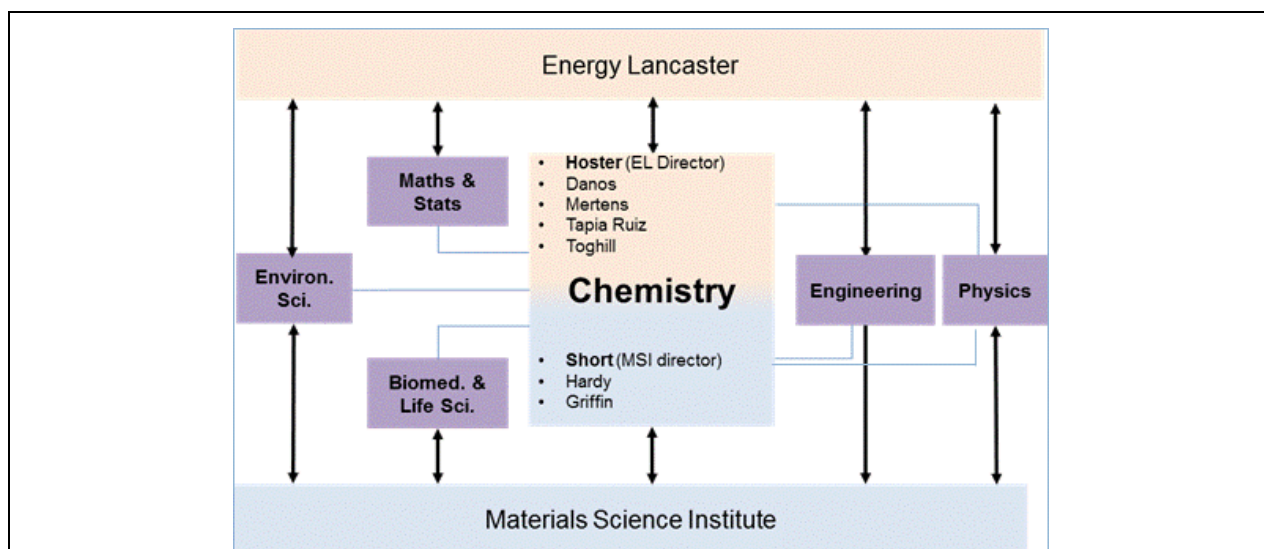 Energy Lancaster
Maths &
Stats
• Hoster (EL Director)
• Danos
• Mertens
• Tapia Ruiz
• Toghill
Environ.
Sci.
Chemistry
Engineering
Physics
Biomed. &
Life Sci.
• Short (MSI director)
• Hardy
• Griffin
Materials Science Institute